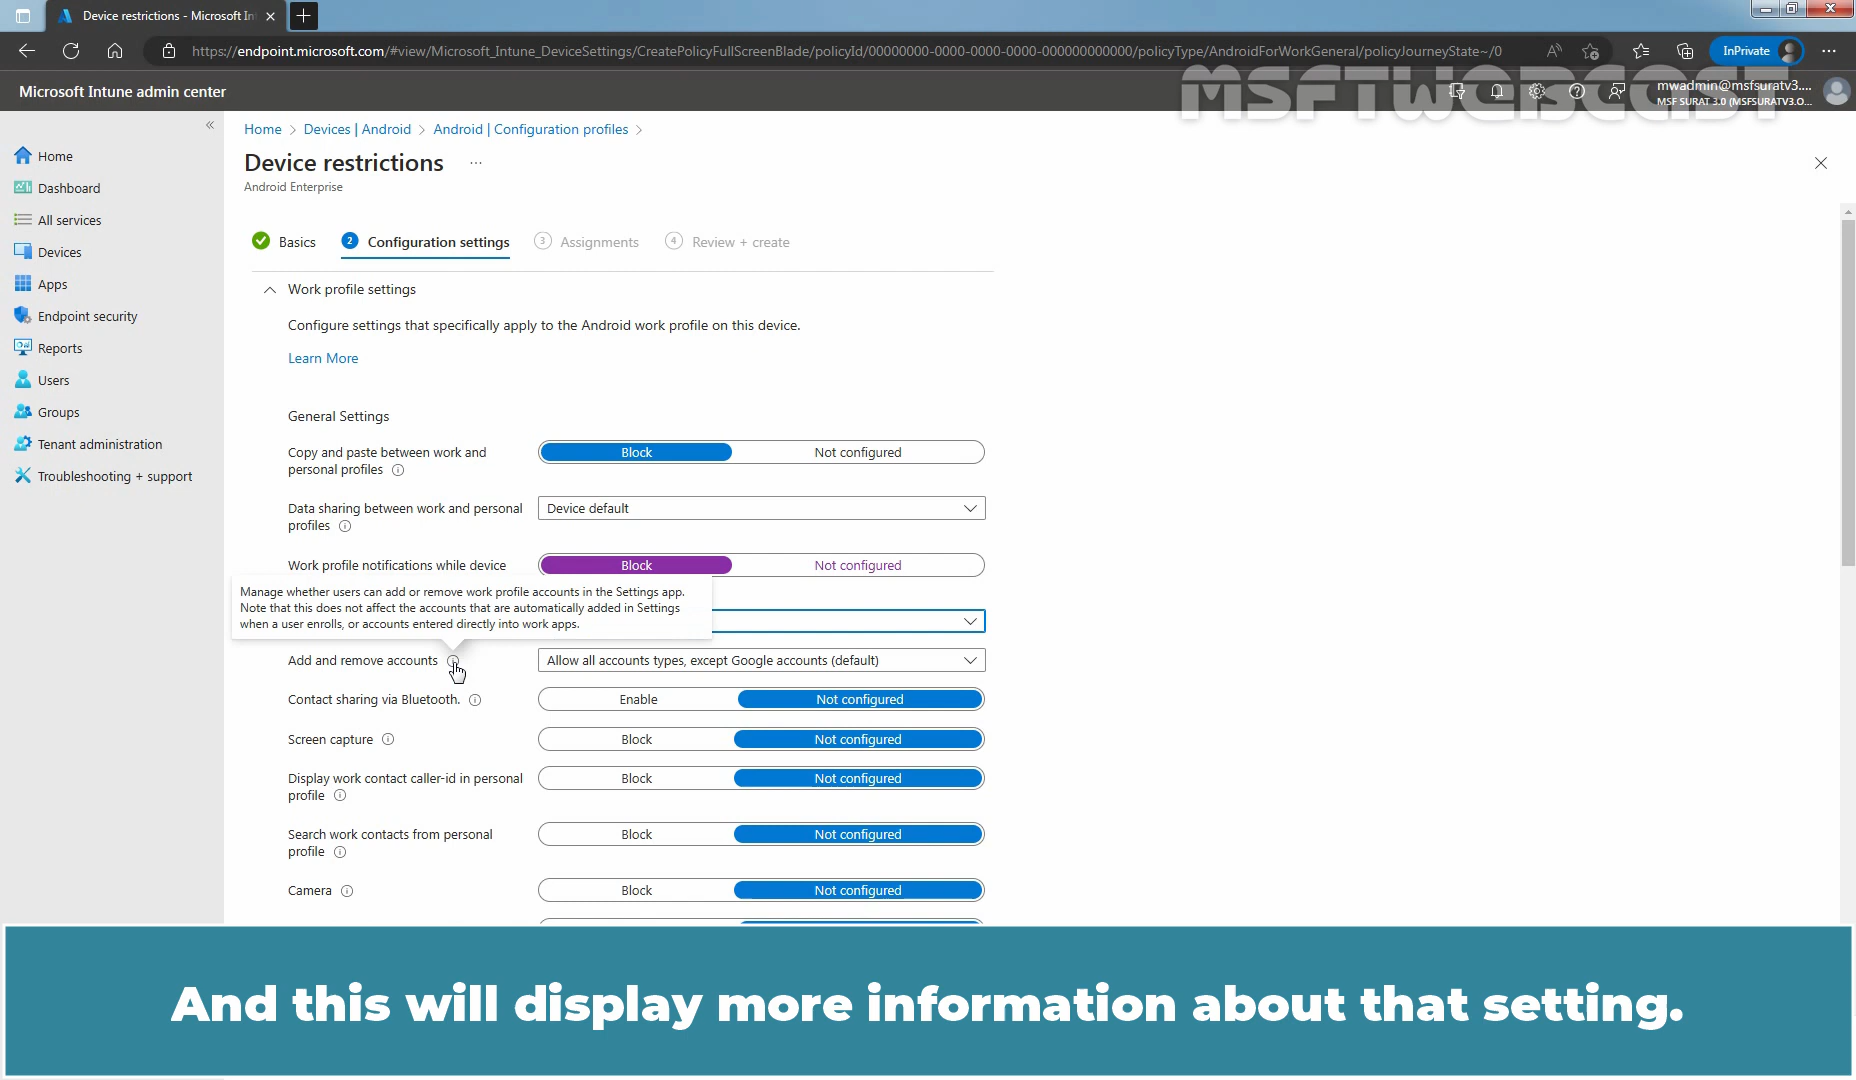 Device restrictions - Microsoft In
https://endpoint.microsoft.com/#view/Microsoft_Intune_DeviceSettings/CreatePolicyFullScreenBlade/policyId/00000000-0000-0000-0000-000000000000/policyType/AndroidForWorkGeneral/policyJourneyState~/0
InPrivate
Microsoft Intune admin center
MSFTWEBCAST
mwadmin@msfsuratv3....
MSF SURAT 3.0 (MSFSURATV3.O...
Home
Dashboard
All services
Devices
Apps
Endpoint security
Reports
Users
Groups
Tenant administration
Troubleshooting + support
Home > Devices | Android > Android | Configuration profiles >
Device restrictions ...
Android Enterprise
Basics
2 Configuration settings
3 Assignments
4 Review + create
Work profile settings
Configure settings that specifically apply to the Android work profile on this device.
Learn More
General Settings
Copy and paste between work and
personal profiles
Block Not configured
Data sharing between work and personal
profiles
Device default
Work profile notifications while device
Block Not configured
Manage whether users can add or remove work profile accounts in the Settings app.
Note that this does not affect the accounts that are automatically added in Settings
when a user enrolls, or accounts entered directly into work apps.
Add and remove accounts
Allow all accounts types, except Google accounts (default)
Contact sharing via Bluetooth.
Enable Not configured
Screen capture
Block Not configured
Display work contact caller-id in personal
profile
Block Not configured
Search work contacts from personal
profile
Block Not configured
Camera
Block Not configured
And this will display more information about that setting.